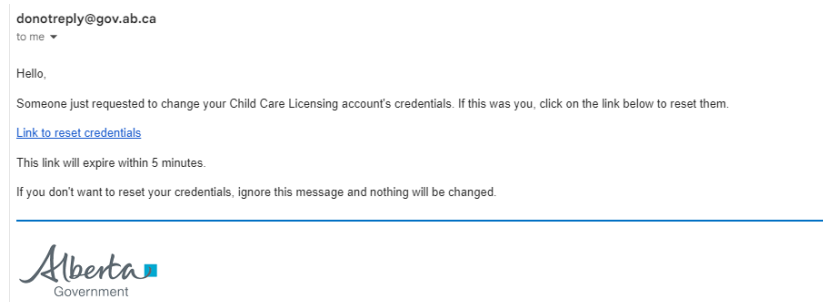 donotreply@gov.ab.ca
to me
Hello,
Someone just requested to change your Child Care Licensing account's credentials. If this was you, click on the link below to reset them.
Link to reset credentials
This link will expire within 5 minutes.
If you don't want to reset your credentials, ignore this message and nothing will be changed.
Alberta
Government